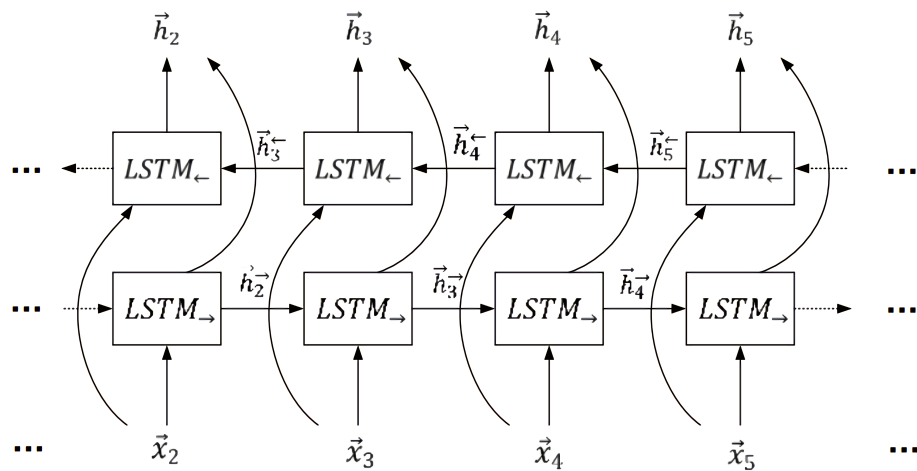 h⃗₂ h⃗₃ h⃗₄ h⃗₅
... LSTM← h⃗₃← LSTM← h⃗₄← LSTM← h⃗₅← LSTM← ...
... LSTM→ h⃗₂→ LSTM→ h⃗₃→ LSTM→ h⃗₄→ LSTM→ ...
... x⃗₂ x⃗₃ x⃗₄ x⃗₅ ...